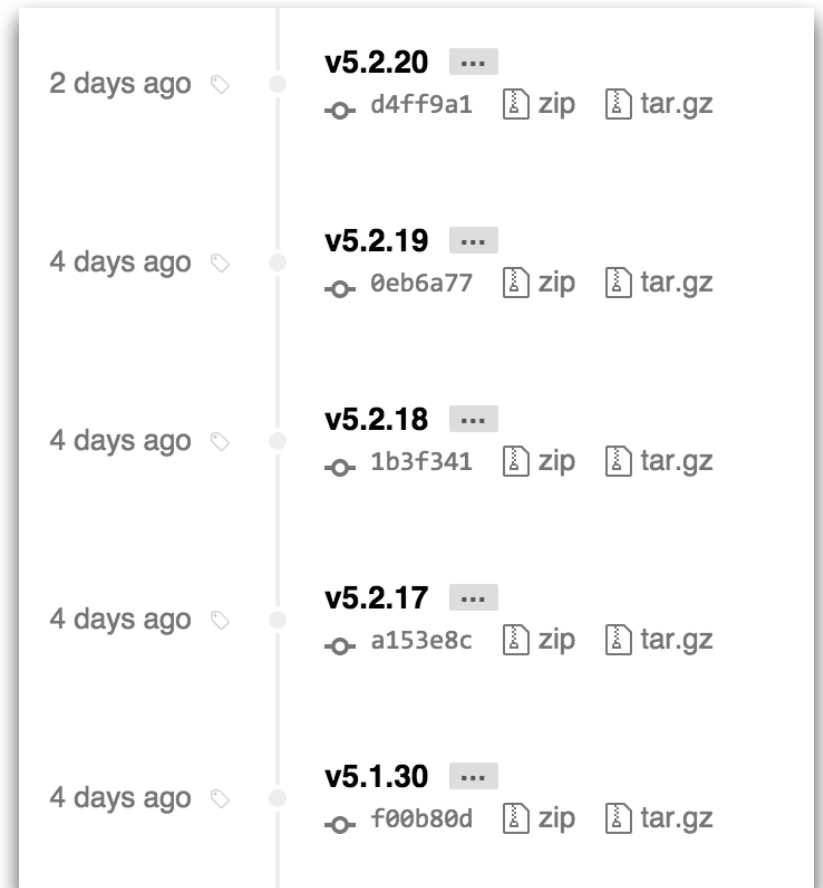 2 days ago
v5.2.20 ...
d4ff9a1 zip tar.gz
4 days ago
v5.2.19 ...
0eb6a77 zip tar.gz
4 days ago
v5.2.18 ...
1b3f341 zip tar.gz
4 days ago
v5.2.17 ...
a153e8c zip tar.gz
4 days ago
v5.1.30 ...
f00b80d zip tar.gz